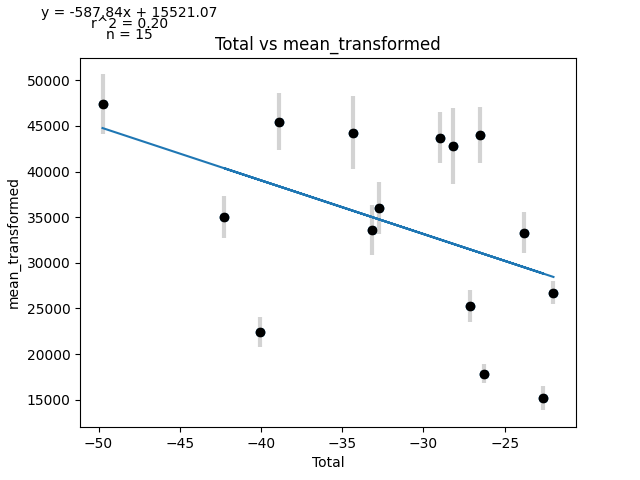 y = -587.84x + 15521.07
r^2 = 0.20
n = 15
Total vs mean_transformed
50000
45000
40000
35000
30000
25000
20000
15000
mean_transformed
−50
−45
−40
−35
−30
−25
Total